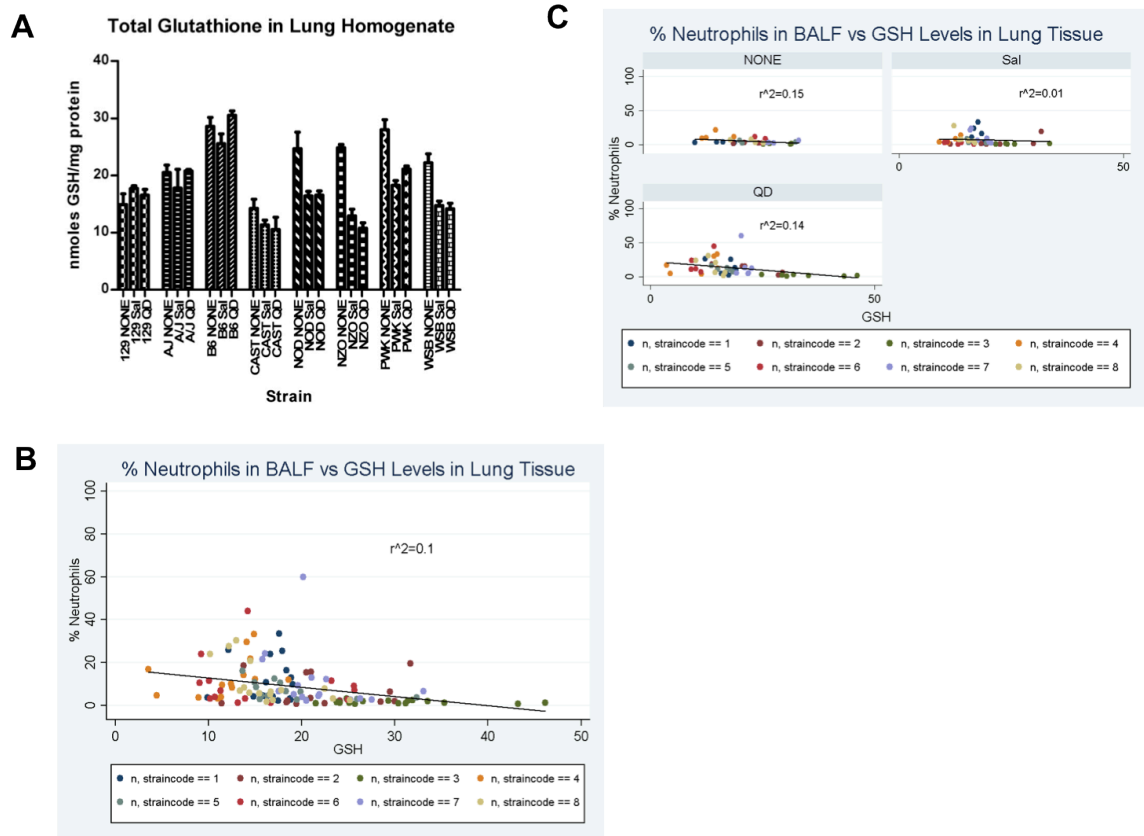 A
Total Glutathione in Lung Homogenate
nmoles GSH/mg protein
40
30
20
10
0
129 NONE
129 Sal
129 QD
AJ NONE
A/J Sal
A/J QD
B6 NONE
B6 Sal
B6 QD
CAST NONE
CAST Sal
CAST QD
NOD NONE
NOD Sal
NOD QD
NZO NONE
NZO Sal
NZO QD
PWK NONE
PWK Sal
PWK QD
WSB NONE
WSB Sal
WSB QD
Strain
C
% Neutrophils in BALF vs GSH Levels in Lung Tissue
NONE
Sal
100
50
0
r^2=0.15
r^2=0.01
0
50
QD
% Neutrophils
100
50
0
r^2=0.14
0
50
GSH
n, straincode == 1
n, straincode == 2
n, straincode == 3
n, straincode == 4
n, straincode == 5
n, straincode == 6
n, straincode == 7
n, straincode == 8
B
% Neutrophils in BALF vs GSH Levels in Lung Tissue
% Neutrophils
100
80
60
40
20
0
r^2=0.1
0
10
20
30
40
50
GSH
n, straincode == 1
n, straincode == 2
n, straincode == 3
n, straincode == 4
n, straincode == 5
n, straincode == 6
n, straincode == 7
n, straincode == 8